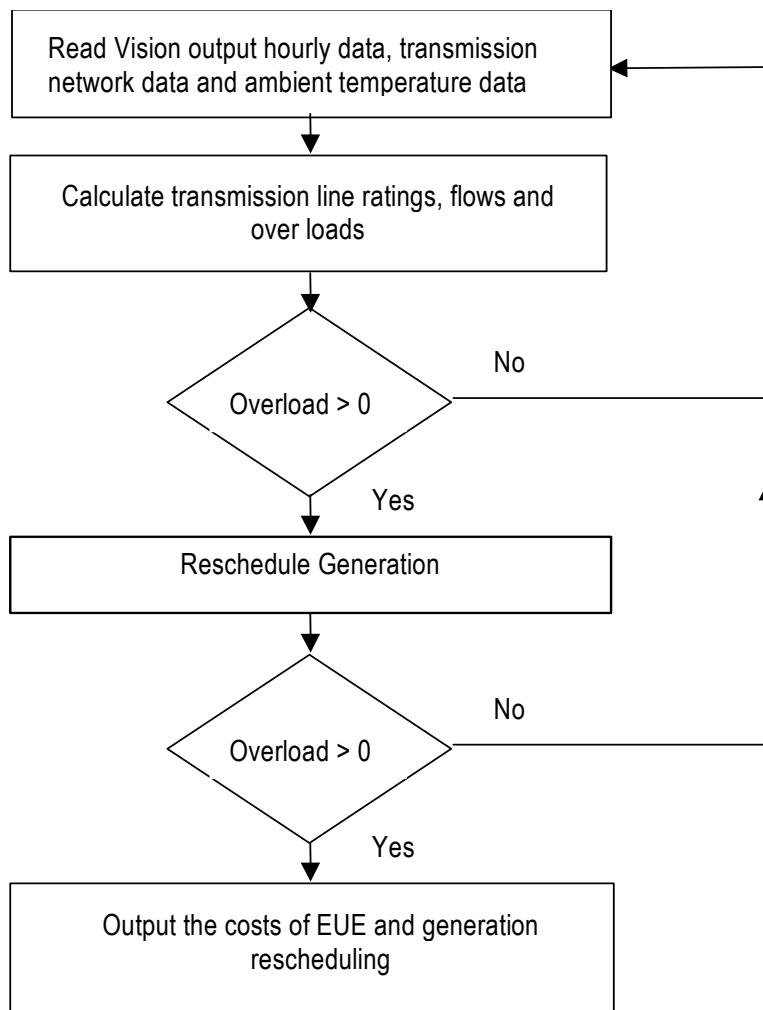 Read Vision output hourly data, transmission
network data and ambient temperature data
Calculate transmission line ratings, flows and
over loads
Overload > 0
No
Yes
Reschedule Generation
Overload > 0
No
Yes
Output the costs of EUE and generation
rescheduling